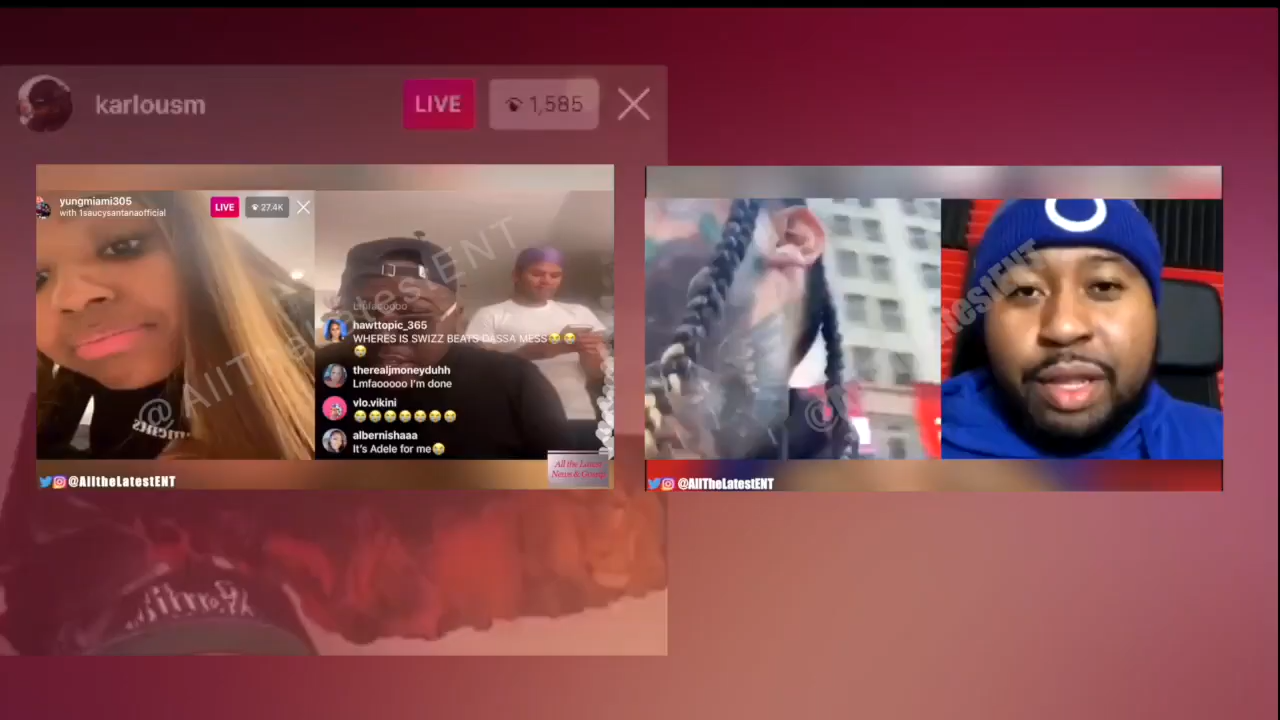 karlousm
LIVE
1,585
yungmiami305
with 1saucysantanaofficial
LIVE
27.4K
Lmfaooooo
hawttopic_365
WHERES IS SWIZZ BEATS DASSA MESS😂😂
😂
therealjmoneyduhh
Lmfaooooo I'm done
vlo.vikini
😭😭😭😭😭😭😭
albernishaaa
It's Adele for me😭
All the Latest
News & Gossip
@AlltheLatestENT
@AllTheLatestENT